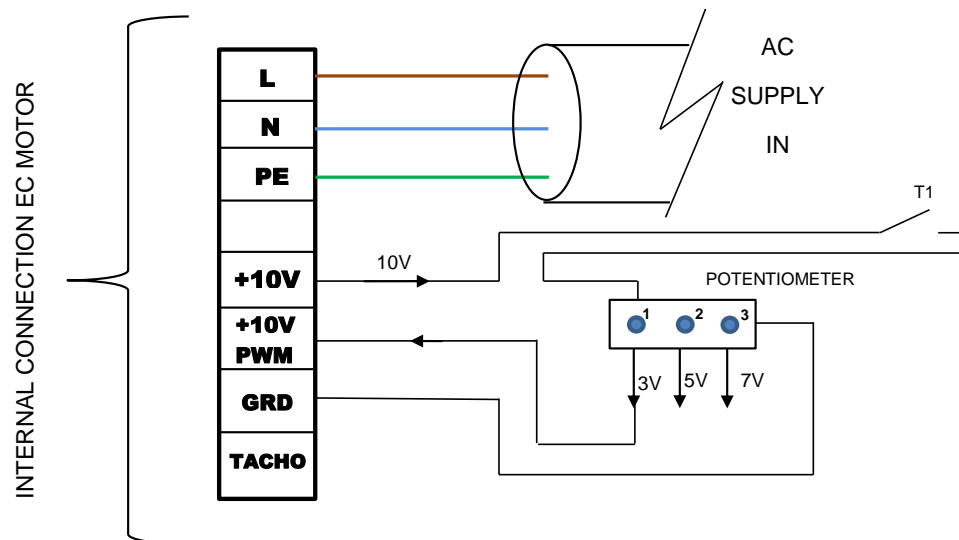 INTERNAL CONNECTION EC MOTOR
L
N
PE
+10V
+10V
PWM
GRD
TACHO
AC
SUPPLY
IN
T1
10V
POTENTIOMETER
1 2 3
3V 5V 7V